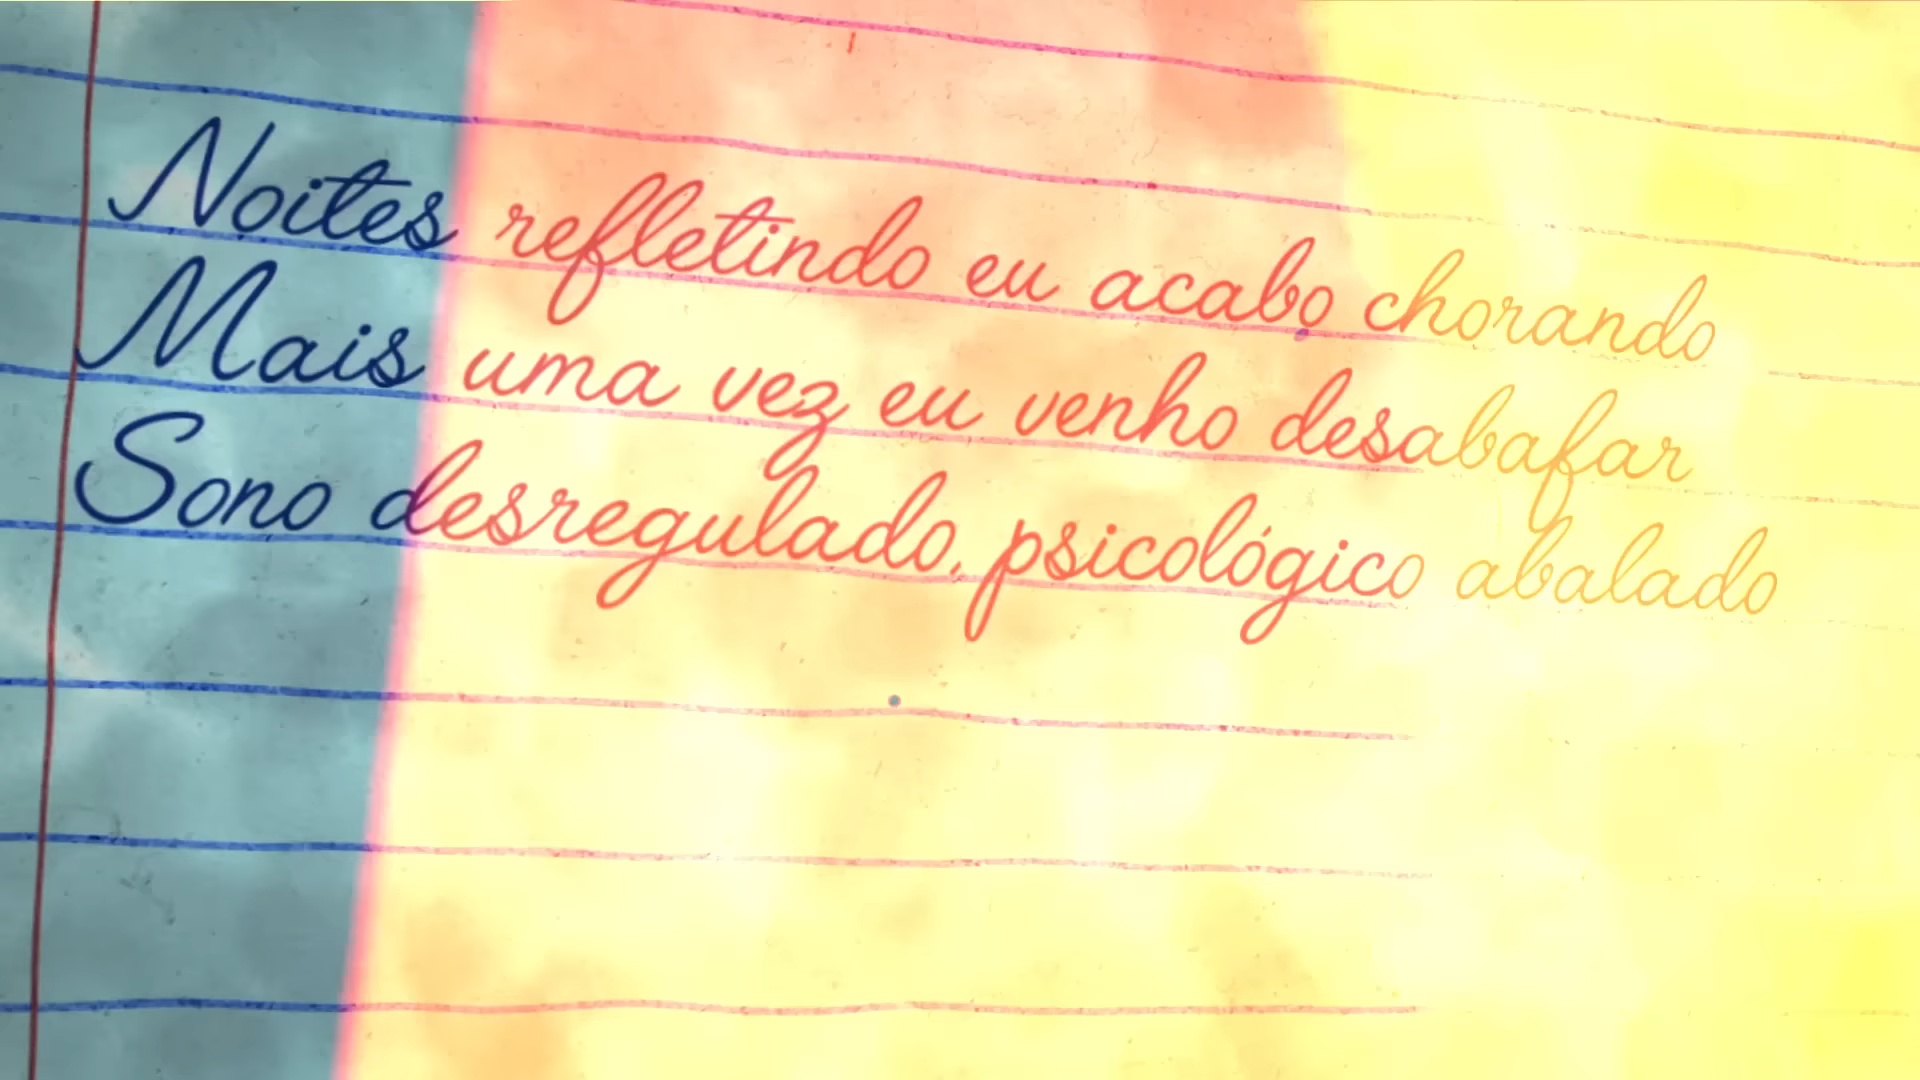 Noites refletindo eu acabo chorando
Mais uma vez eu venho desabafar
Sono desregulado, psicológico abalado